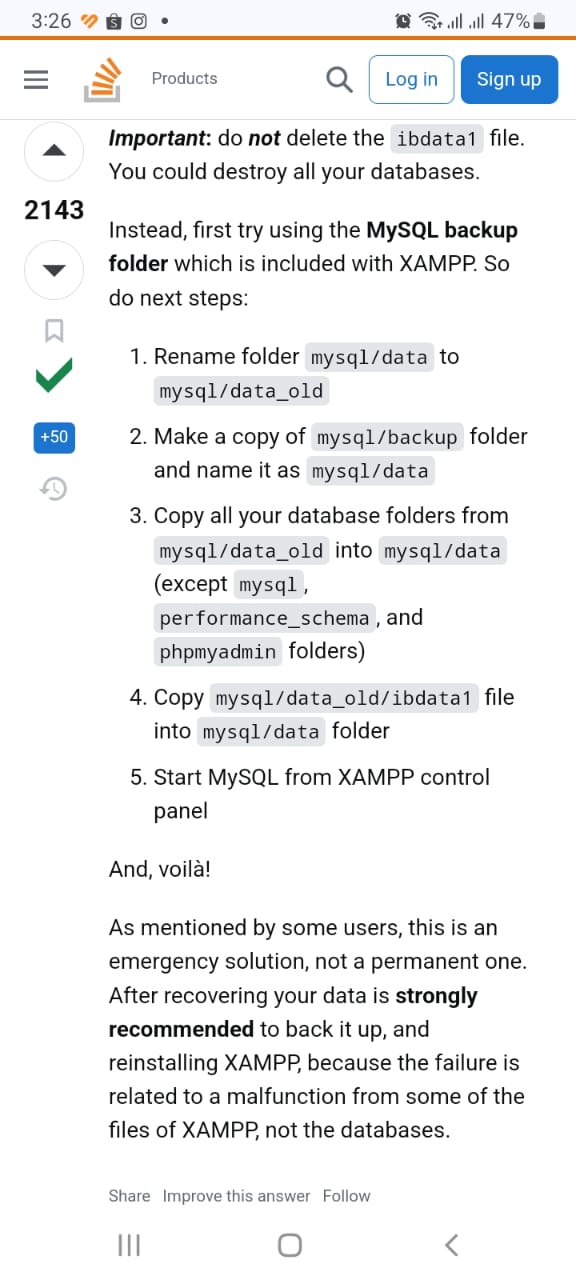 3:26
47%
Products
Log in
Sign up
Important: do not delete the ibdata1 file.
You could destroy all your databases.
2143
Instead, first try using the MySQL backup
folder which is included with XAMPP. So
do next steps:
1. Rename folder mysql/data to
mysql/data_old
+50
2. Make a copy of mysql/backup folder
and name it as mysql/data
3. Copy all your database folders from
mysql/data_old into mysql/data
(except mysql,
performance_schema, and
phpmyadmin folders)
4. Copy mysql/data_old/ibdata1 file
into mysql/data folder
5. Start MySQL from XAMPP control
panel
And, voilà!
As mentioned by some users, this is an
emergency solution, not a permanent one.
After recovering your data is strongly
recommended to back it up, and
reinstalling XAMPP, because the failure is
related to a malfunction from some of the
files of XAMPP, not the databases.
Share Improve this answer Follow